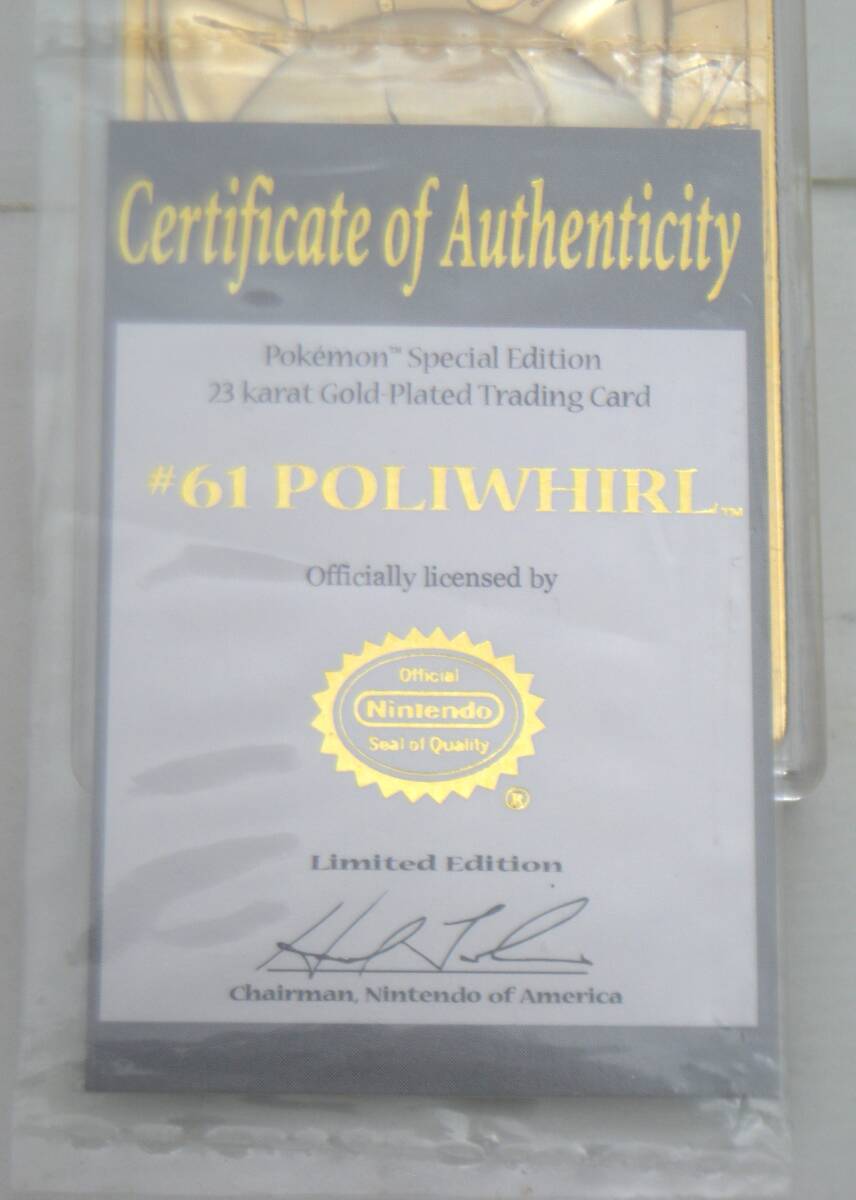 Certificate of Authenticity
Pokémon™ Special Edition
23 karat Gold-Plated Trading Card
#61 POLIWHIRL™
Officially licensed by
Official
Nintendo
Seal of Quality
®
Limited Edition
Chairman, Nintendo of America